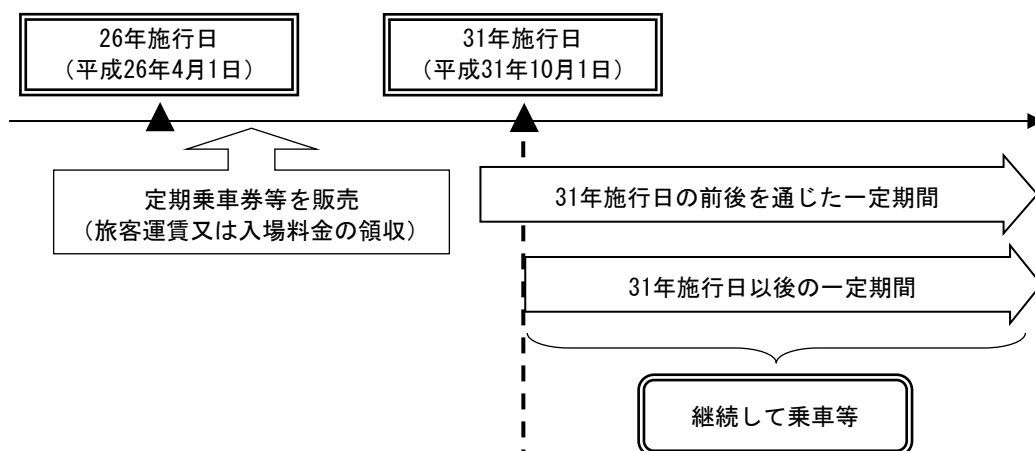 26年施行日
（平成26年4月1日）
31年施行日
（平成31年10月1日）
定期乗車券等を販売
（旅客運賃又は入場料金の領収）
31年施行日の前後を通じた一定期間
31年施行日以後の一定期間
継続して乗車等